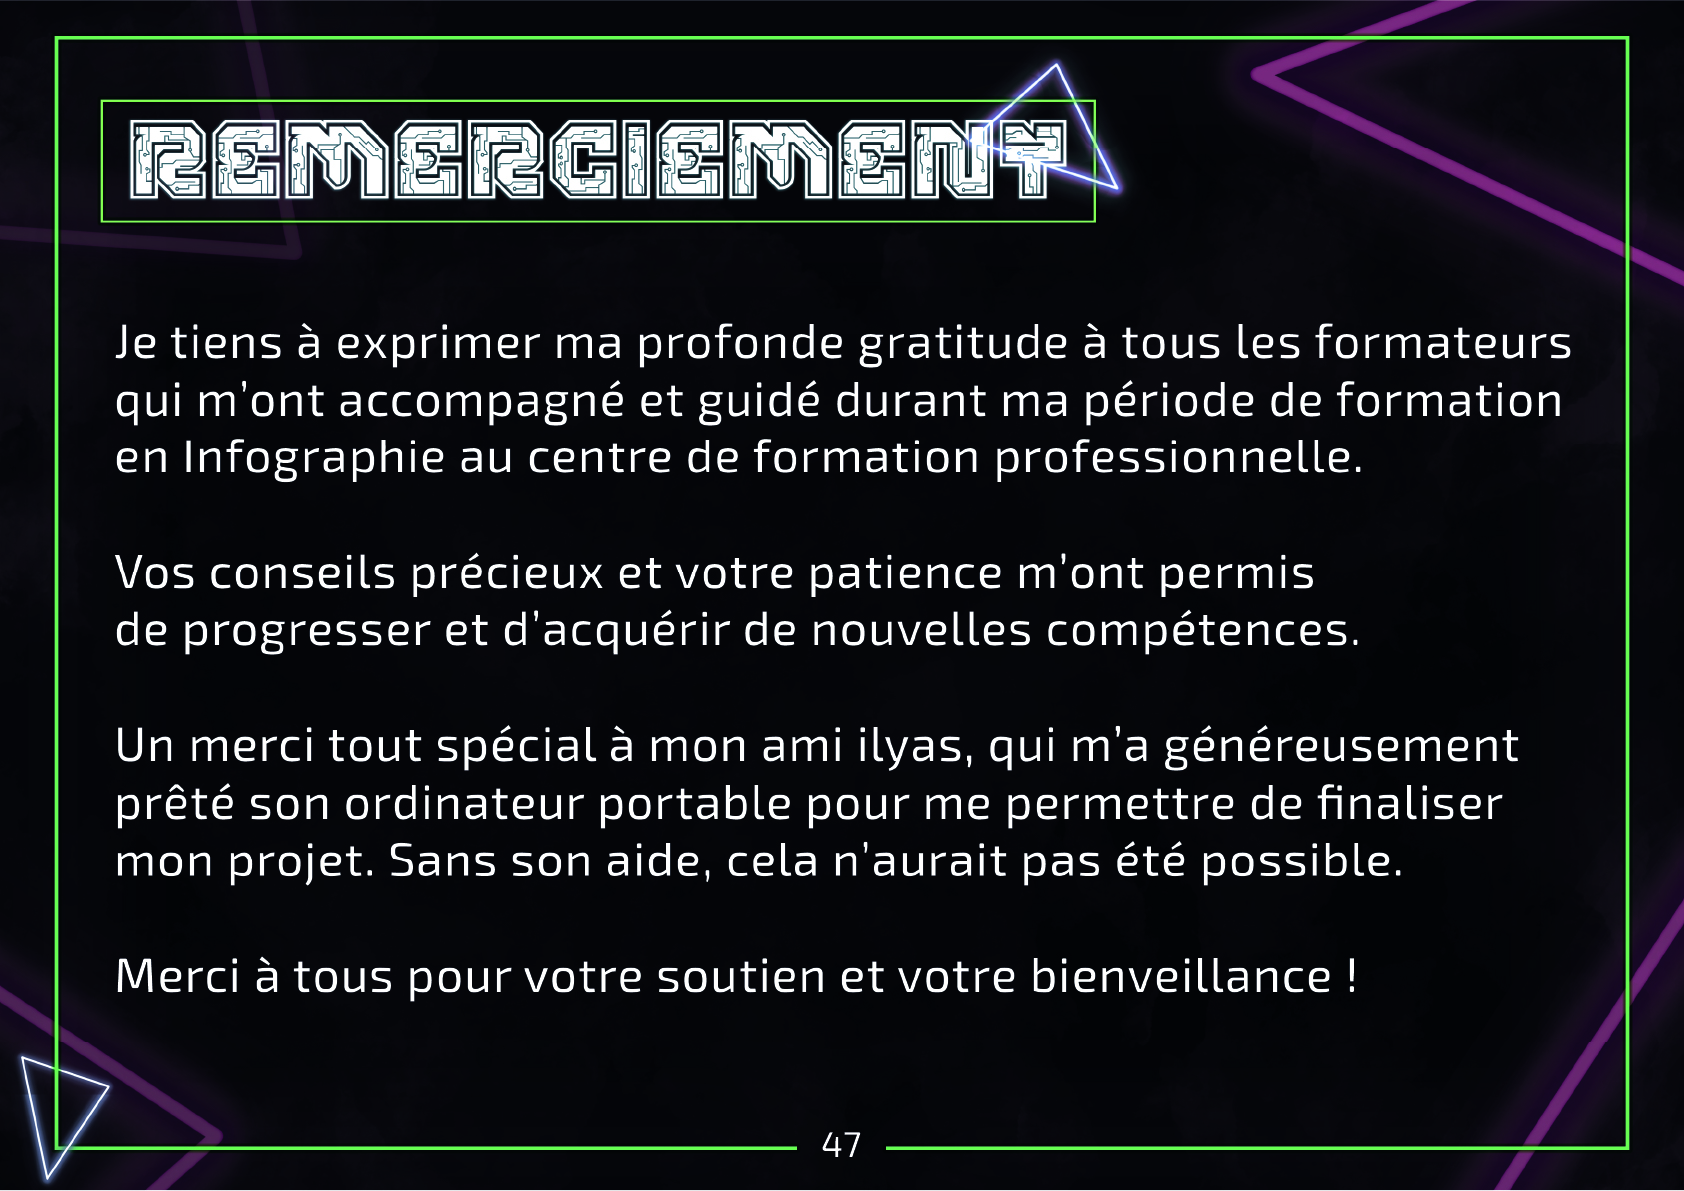 REMERCIEMENT
Je tiens à exprimer ma profonde gratitude à tous les formateurs
qui m’ont accompagné et guidé durant ma période de formation
en Infographie au centre de formation professionnelle.
Vos conseils précieux et votre patience m’ont permis
de progresser et d’acquérir de nouvelles compétences.
Un merci tout spécial à mon ami ilyas, qui m’a généreusement
prêté son ordinateur portable pour me permettre de finaliser
mon projet. Sans son aide, cela n’aurait pas été possible.
Merci à tous pour votre soutien et votre bienveillance !
47